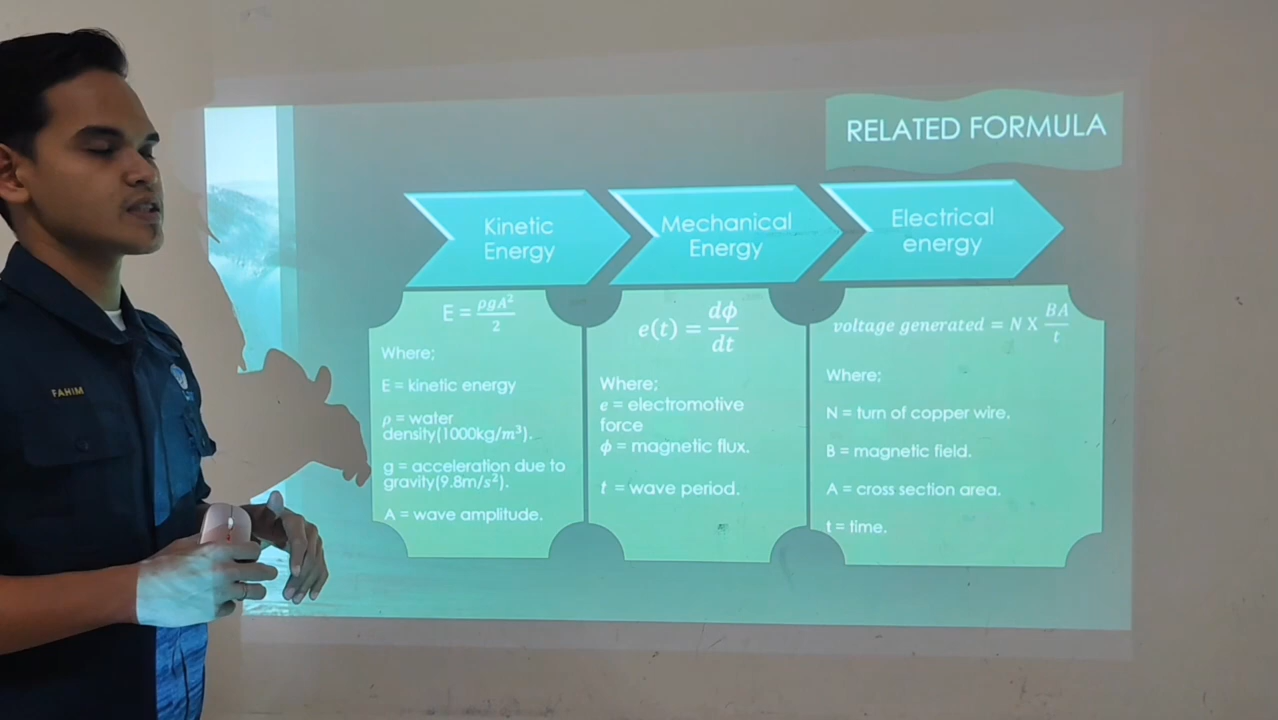 RELATED FORMULA
Kinetic
Energy
Mechanical
Energy
Electrical
energy
E = ρgA²/2
Where;
E = kinetic energy
ρ = water
density(1000kg/m³).
g = acceleration due to
gravity(9.8m/s²).
A = wave amplitude.
e(t) = dϕ/dt
Where;
e = electromotive
force
ϕ = magnetic flux.
t = wave period.
voltage generated = N X BA/t
Where;
N = turn of copper wire.
B = magnetic field.
A = cross section area.
t = time.
FAHIM